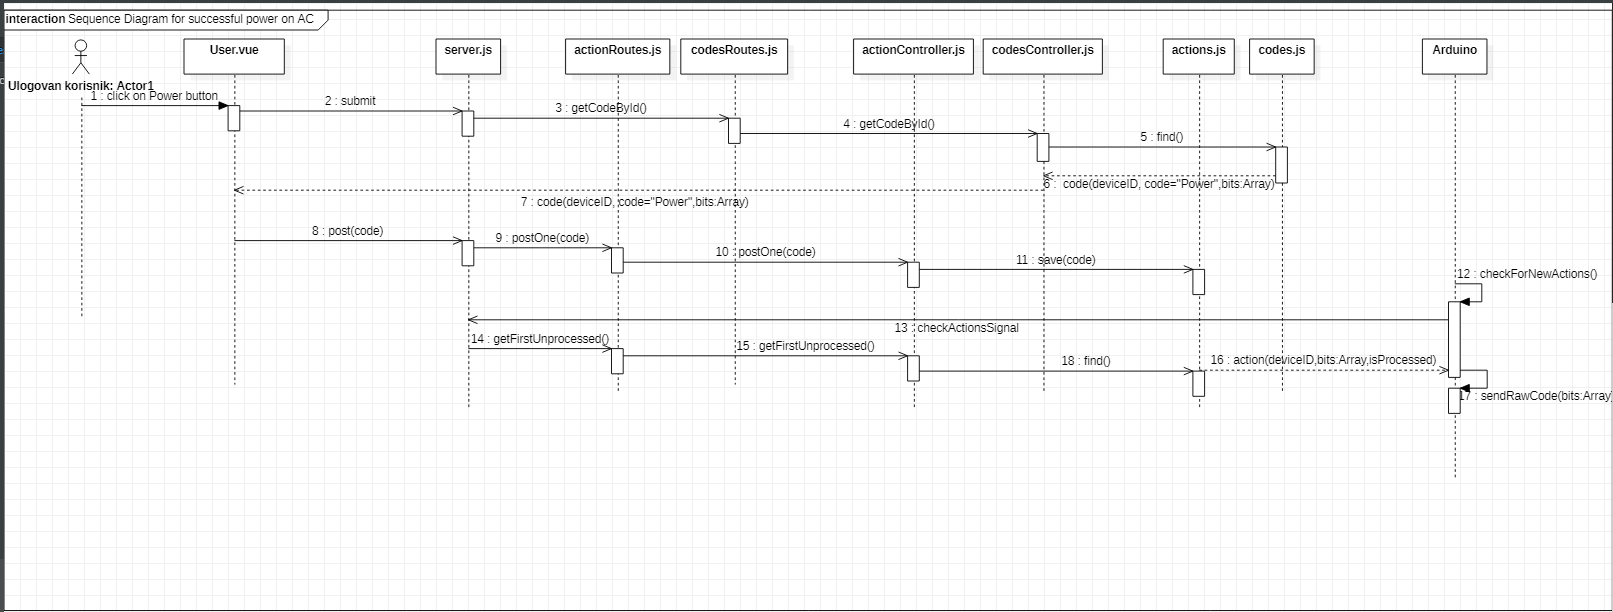 interaction Sequence Diagram for successful power on AC
User.vue
server.js
actionRoutes.js
codesRoutes.js
actionController.js
codesController.js
actions.js
codes.js
Arduino
Ulogovan korisnik: Actor1
1 : click on Power button
2 : submit
3 : getCodeById()
4 : getCodeById()
5 : find()
6 : code(deviceID, code="Power",bits:Array)
7 : code(deviceID, code="Power",bits:Array)
8 : post(code)
9 : postOne(code)
10 : postOne(code)
11 : save(code)
12 : checkForNewActions()
13 : checkActionsSignal
14 : getFirstUnprocessed()
15 : getFirstUnprocessed()
18 : find()
16 : action(deviceID,bits:Array,isProcessed)
17 : sendRawCode(bits:Array)